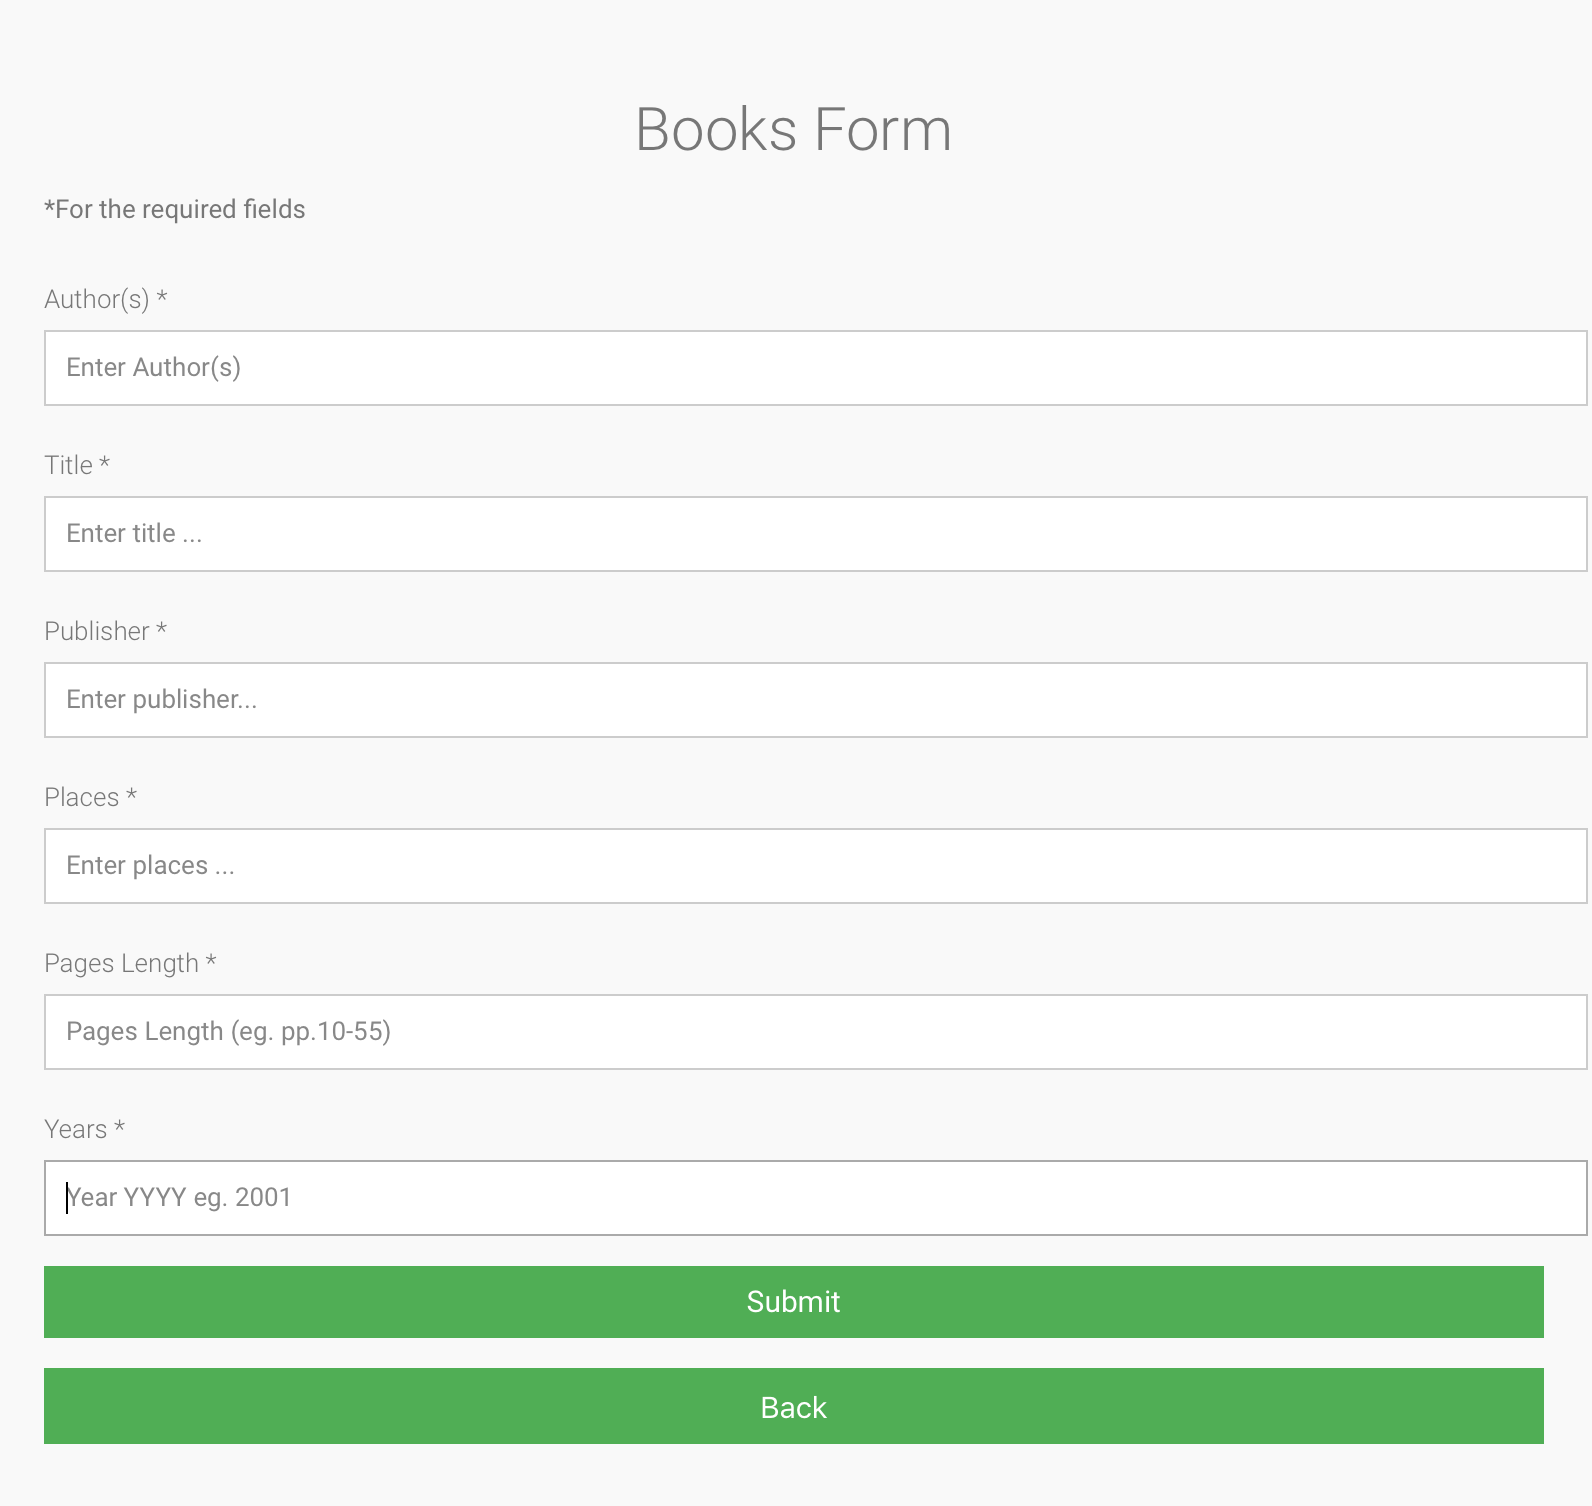 Books Form
*For the required fields
Author(s) *
Enter Author(s)
Title *
Enter title ...
Publisher *
Enter publisher...
Places *
Enter places ...
Pages Length *
Pages Length (eg. pp.10-55)
Years *
Year YYYY eg. 2001
Submit
Back